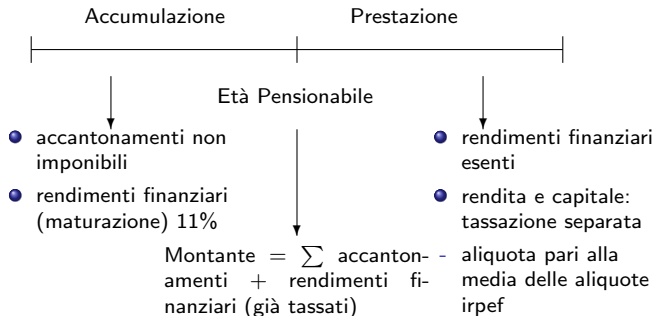 Accumulazione
Prestazione
Età Pensionabile
accantonamenti non
imponibili
rendimenti finanziari
(maturazione) 11%
Montante = ∑ accanton-
amenti + rendimenti fi-
nanziari (già tassati)
rendimenti finanziari
esenti
rendita e capitale:
tassazione separata
- aliquota pari alla
media delle aliquote
irpef